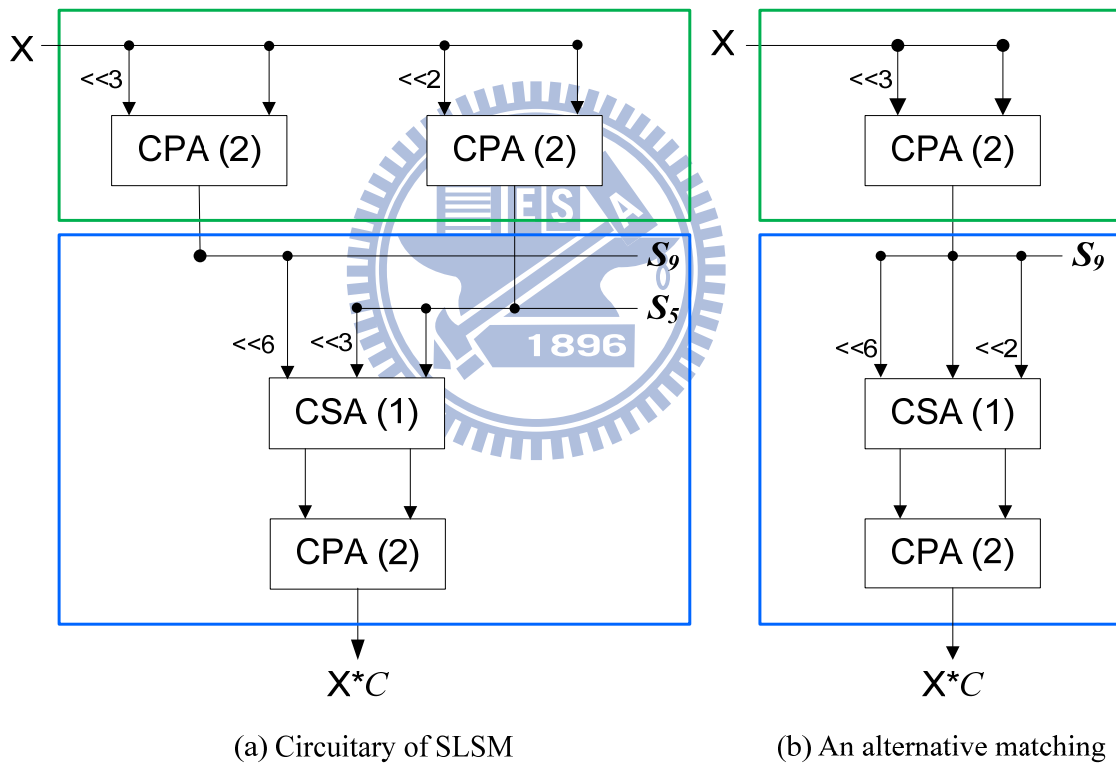 X
<<3
<<2
CPA (2)
CPA (2)
E S A
S9
S5
<<6
<<3
1896
CSA (1)
CPA (2)
X*C
(a) Circuitary of SLSM
X
<<3
CPA (2)
S9
<<6
<<2
CSA (1)
CPA (2)
X*C
(b) An alternative matching